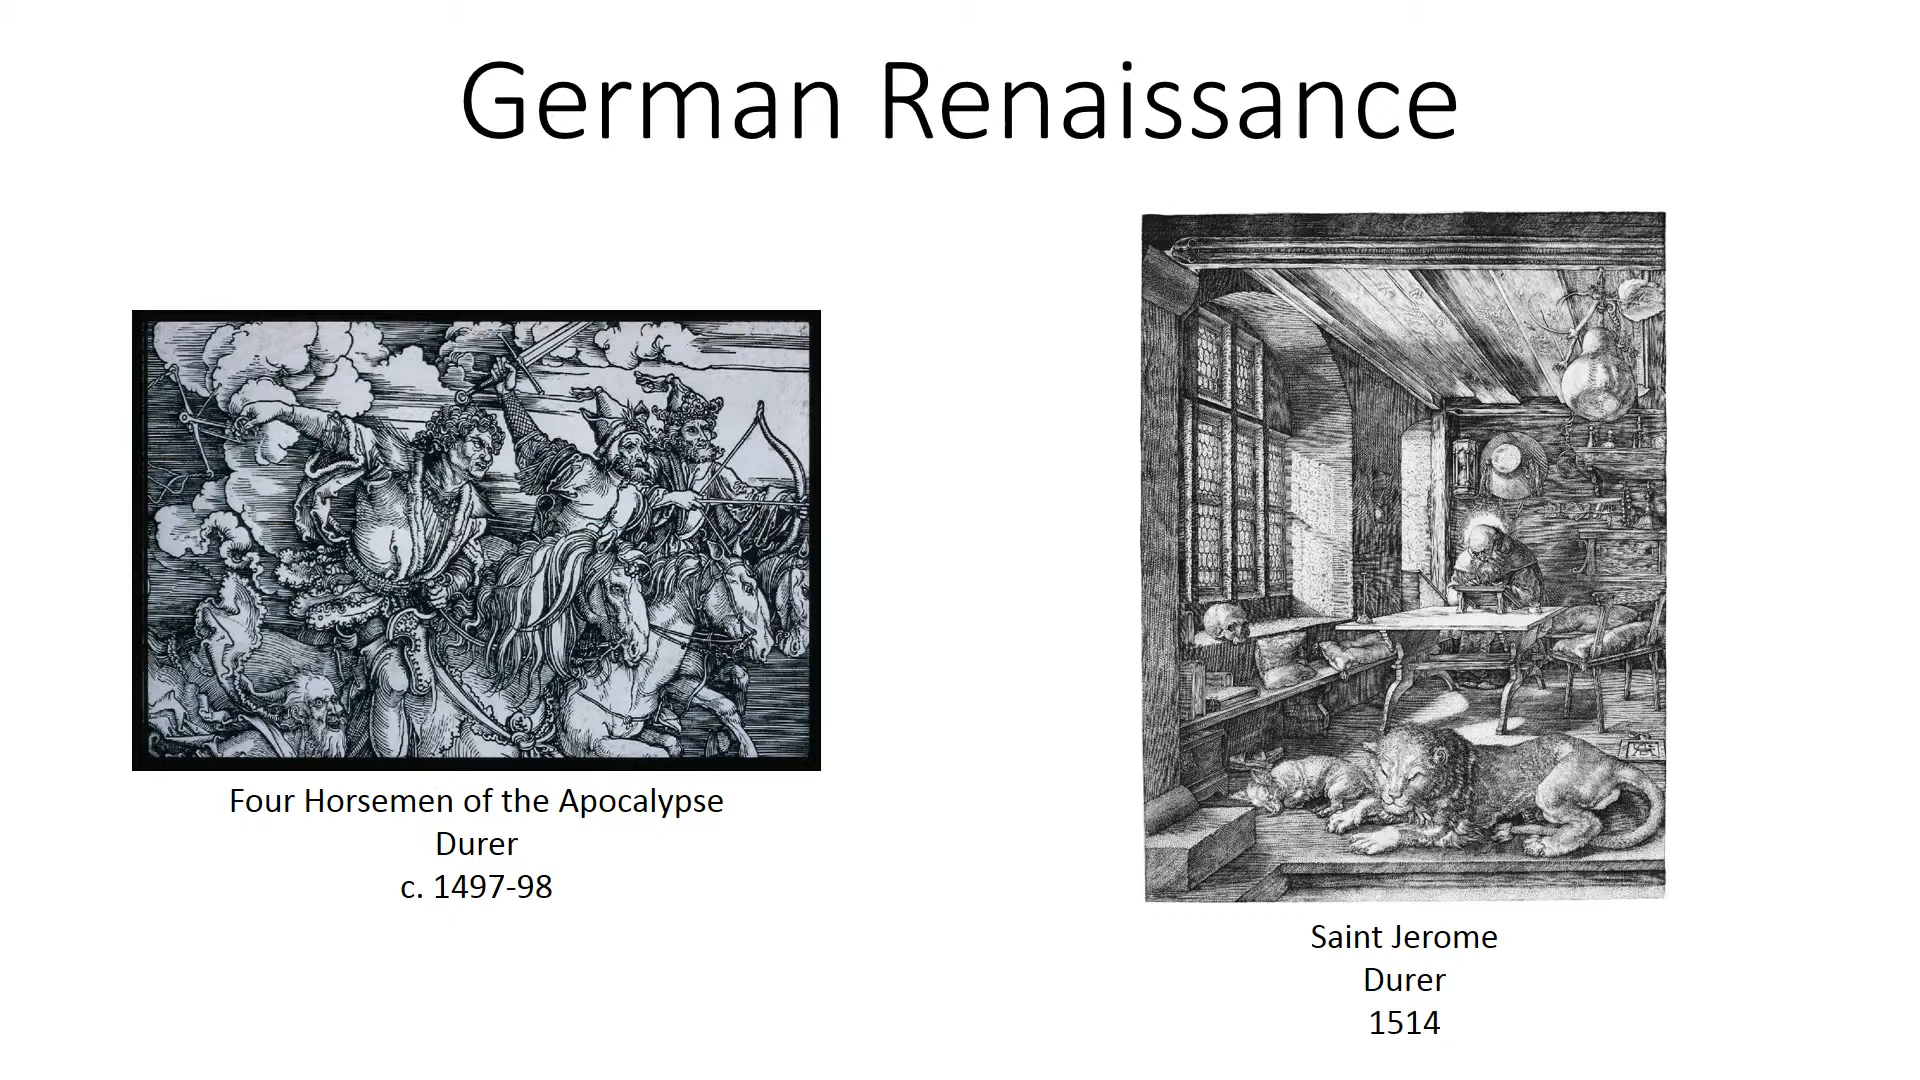 German Renaissance
Four Horsemen of the Apocalypse
Durer
c. 1497-98
Saint Jerome
Durer
1514